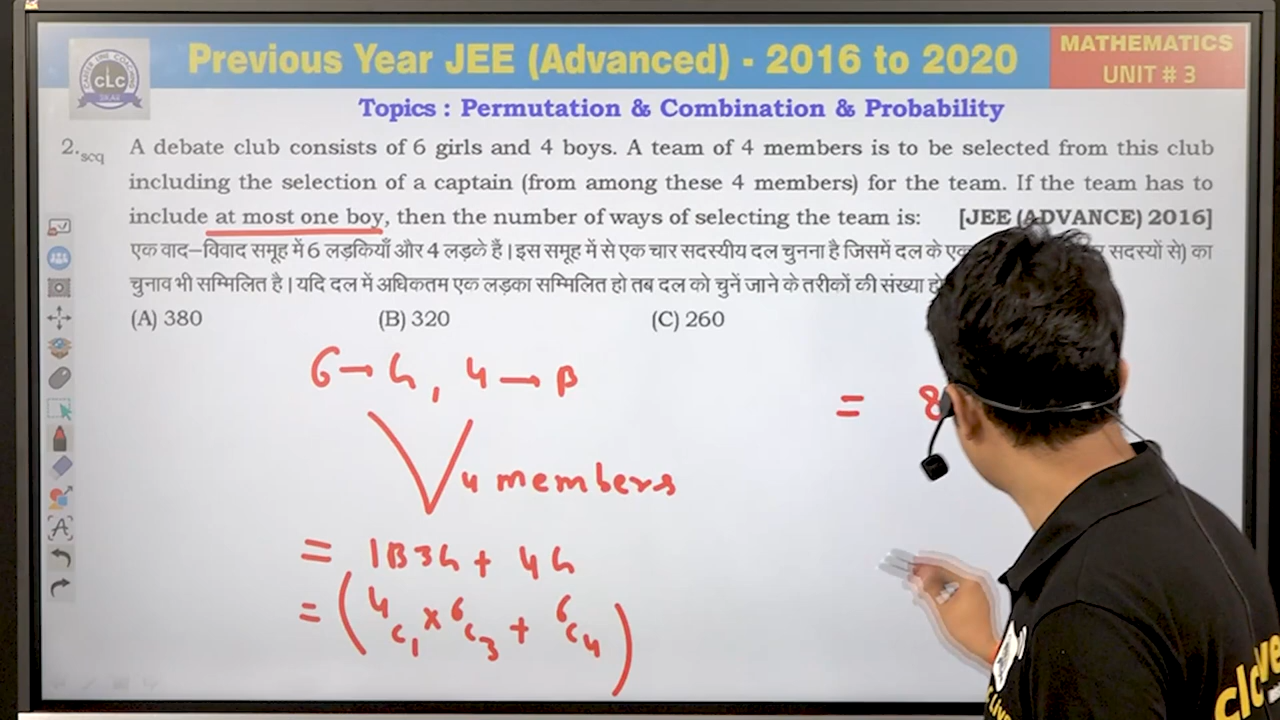 Previous Year JEE (Advanced) - 2016 to 2020
MATHEMATICS
UNIT # 3
CLC
Topics : Permutation & Combination & Probability
2.scq A debate club consists of 6 girls and 4 boys. A team of 4 members is to be selected from this club
including the selection of a captain (from among these 4 members) for the team. If the team has to
include at most one boy, then the number of ways of selecting the team is: [JEE (ADVANCE) 2016]
एक वाद–विवाद समूह में 6 लड़कियाँ और 4 लड़के हैं। इस समूह में से एक चार सदस्यीय दल चुनना है जिसमें दल के सदस्यों से) का
चुनाव भी सम्मिलित है। यदि दल में अधिकतम एक लड़का सम्मिलित हो तब दल को चुनें जाने के तरीकों की संख्या
(A) 380 (B) 320 (C) 260
6 → G, 4 → B
= 8
4 members
= 1B 3G + 4G
= (⁴C₁ × ⁶C₃ + ⁶C₄)